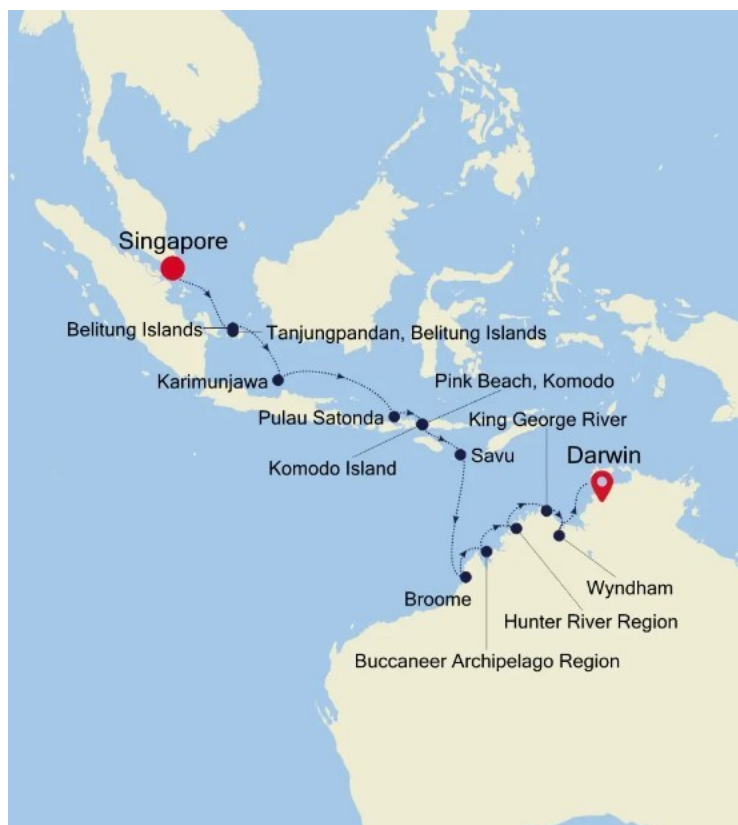 Singapore
Belitung Islands
Tanjungpandan, Belitung Islands
Karimunjawa
Pink Beach, Komodo
Pulau Satonda
King George River
Komodo Island
Savu
Darwin
Wyndham
Broome
Hunter River Region
Buccaneer Archipelago Region